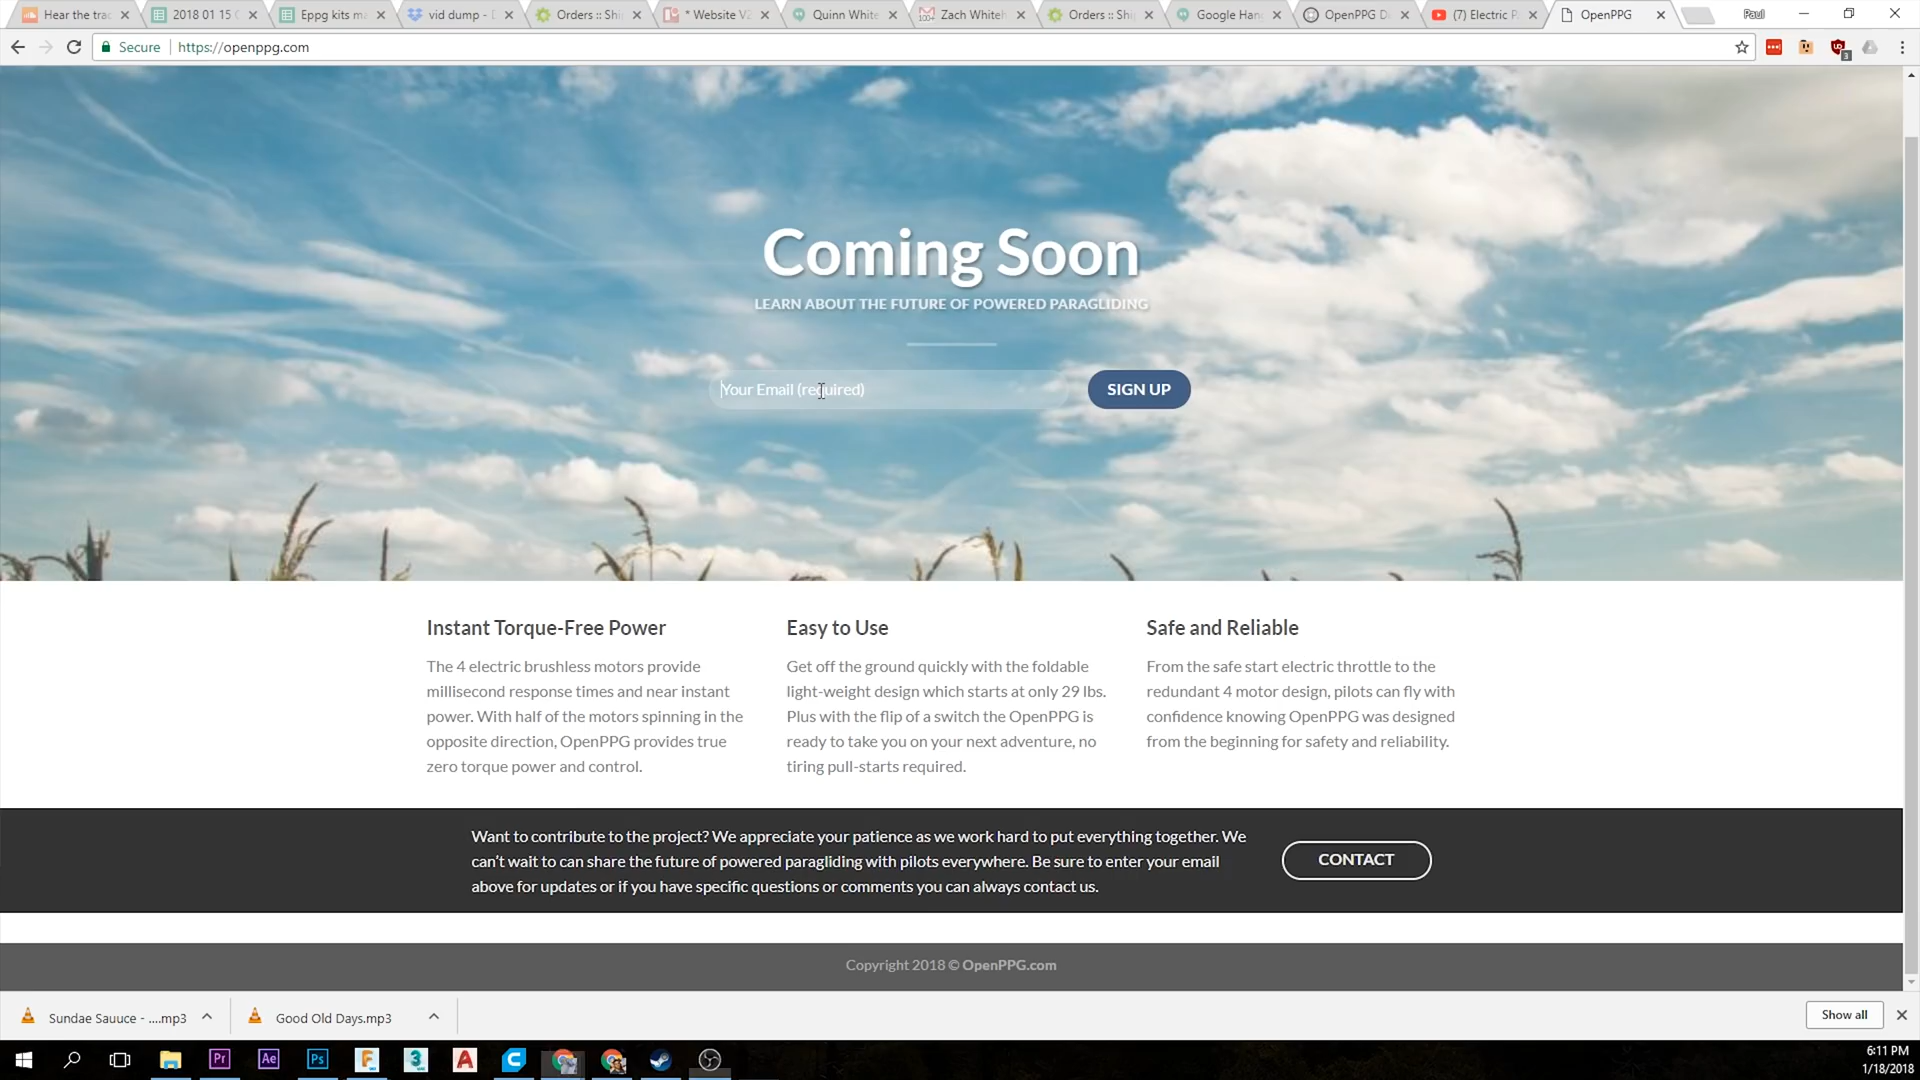 Hear the trac
2018 01 15 
Eppg kits ma
vid dump - 
Orders :: Shi
* Website V2
Quinn White
Zach Whiteh
Orders :: Shi
Google Han
OpenPPG D
(7) Electric P
OpenPPG
Paul
Secure
https://openppg.com
Coming Soon
LEARN ABOUT THE FUTURE OF POWERED PARAGLIDING
Your Email (required)
SIGN UP
Instant Torque-Free Power
The 4 electric brushless motors provide
millisecond response times and near instant
power. With half of the motors spinning in the
opposite direction, OpenPPG provides true
zero torque power and control.
Easy to Use
Get off the ground quickly with the foldable
light-weight design which starts at only 29 lbs.
Plus with the flip of a switch the OpenPPG is
ready to take you on your next adventure, no
tiring pull-starts required.
Safe and Reliable
From the safe start electric throttle to the
redundant 4 motor design, pilots can fly with
confidence knowing OpenPPG was designed
from the beginning for safety and reliability.
Want to contribute to the project? We appreciate your patience as we work hard to put everything together. We
can't wait to can share the future of powered paragliding with pilots everywhere. Be sure to enter your email
above for updates or if you have specific questions or comments you can always contact us.
CONTACT
Copyright 2018 © OpenPPG.com
Sundae Sauuce - ....mp3
Good Old Days.mp3
Show all
Pr
Ae
Ps
6:11 PM
1/18/2018